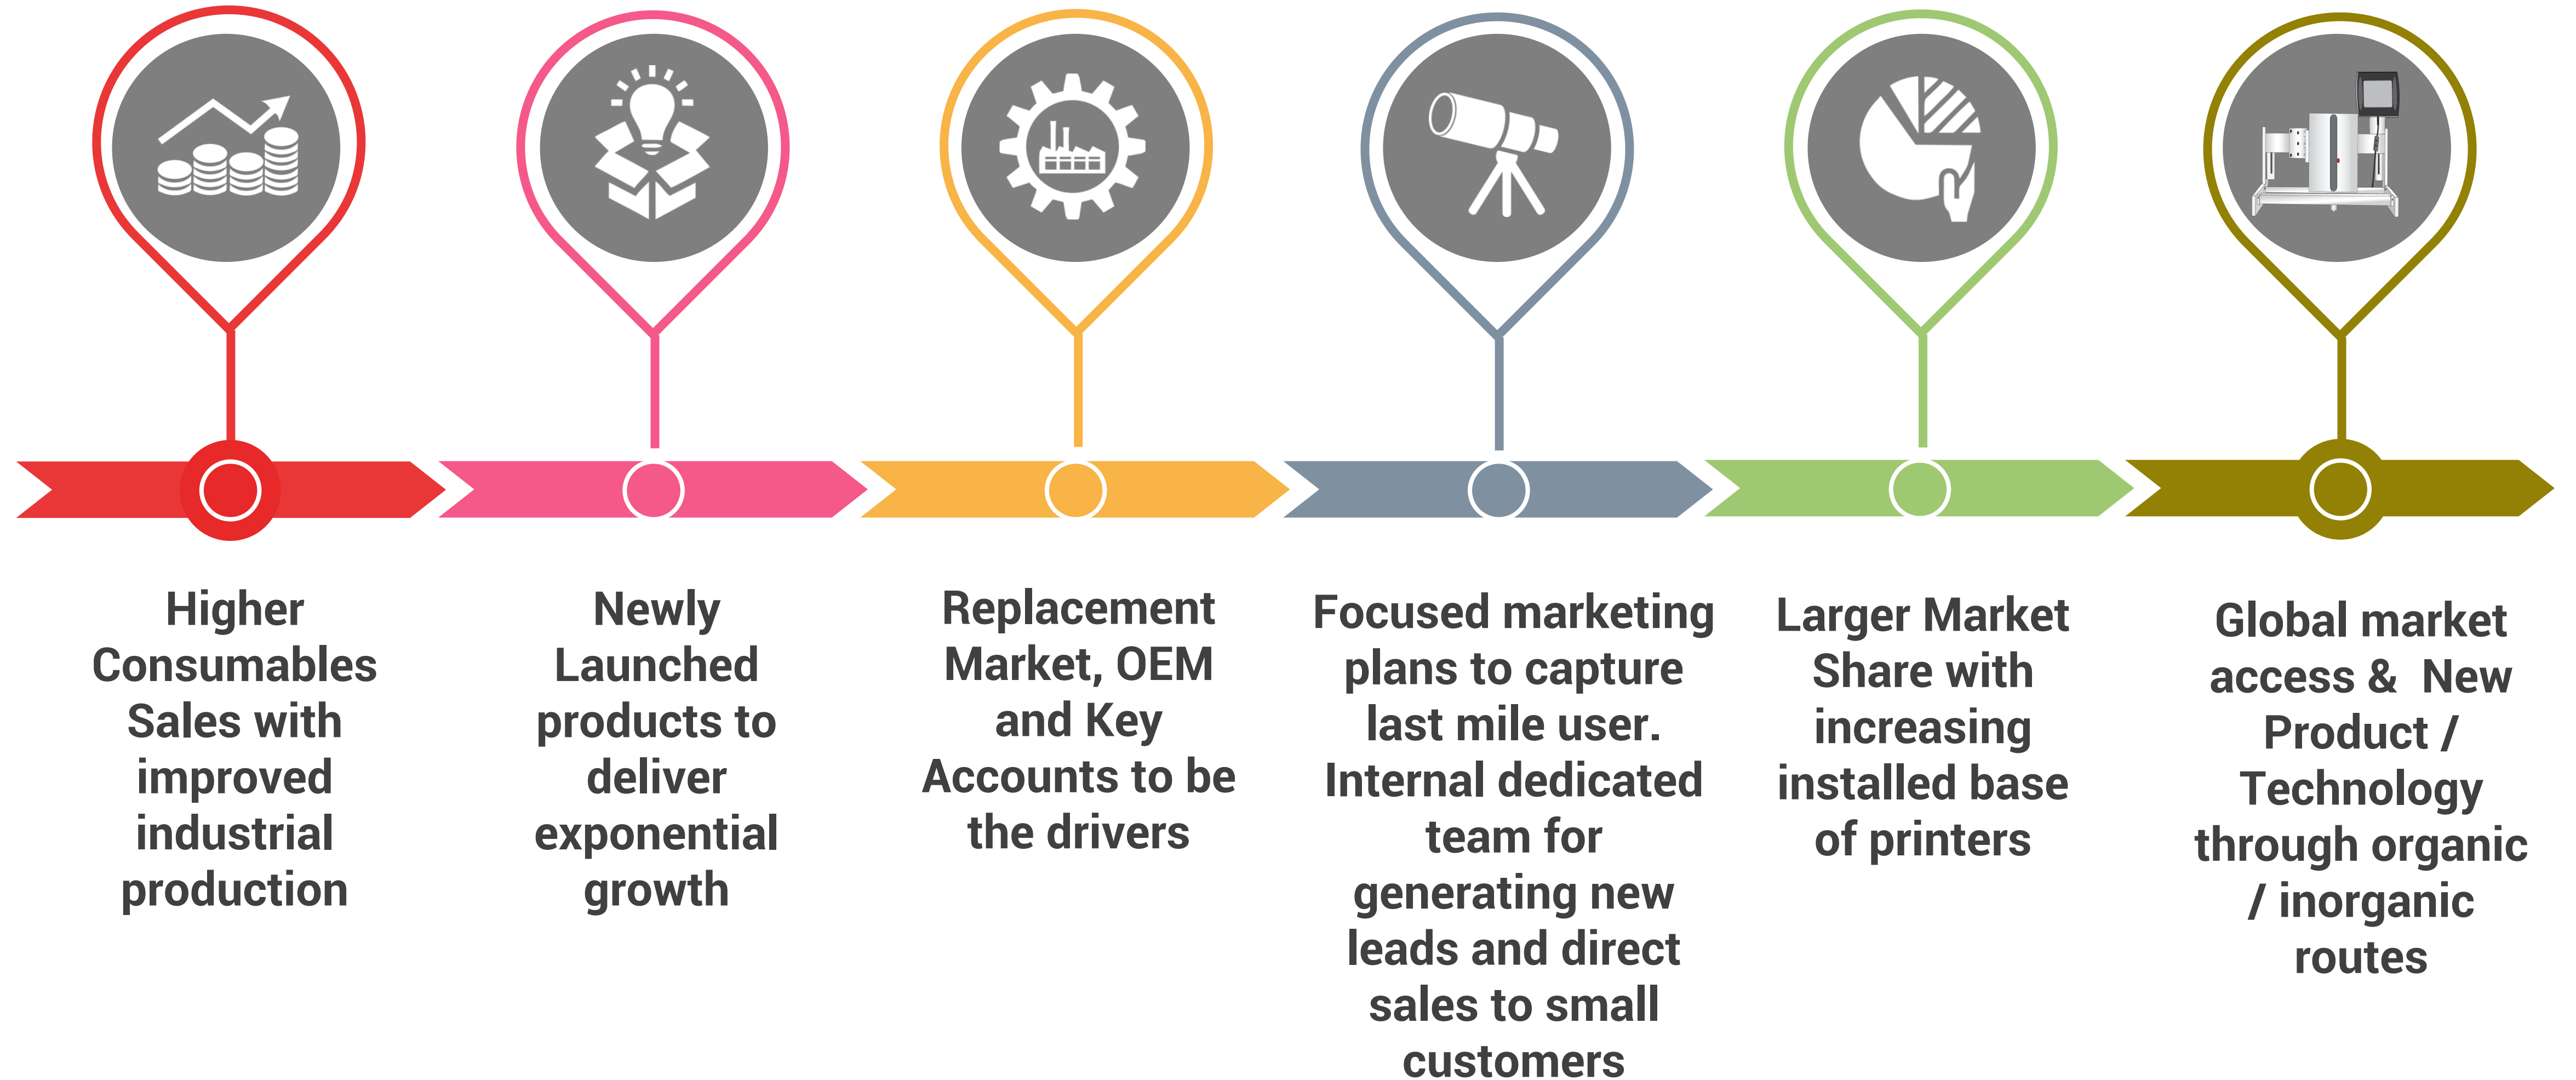 Higher
Consumables
Sales with
improved
industrial
production
Newly
Launched
products to
deliver
exponential
growth
Replacement
Market, OEM
and Key
Accounts to be
the drivers
Focused marketing
plans to capture
last mile user.
Internal dedicated
team for
generating new
leads and direct
sales to small
customers
Larger Market
Share with
increasing
installed base
of printers
Global market
access &  New
Product /
Technology
through organic
/ inorganic
routes